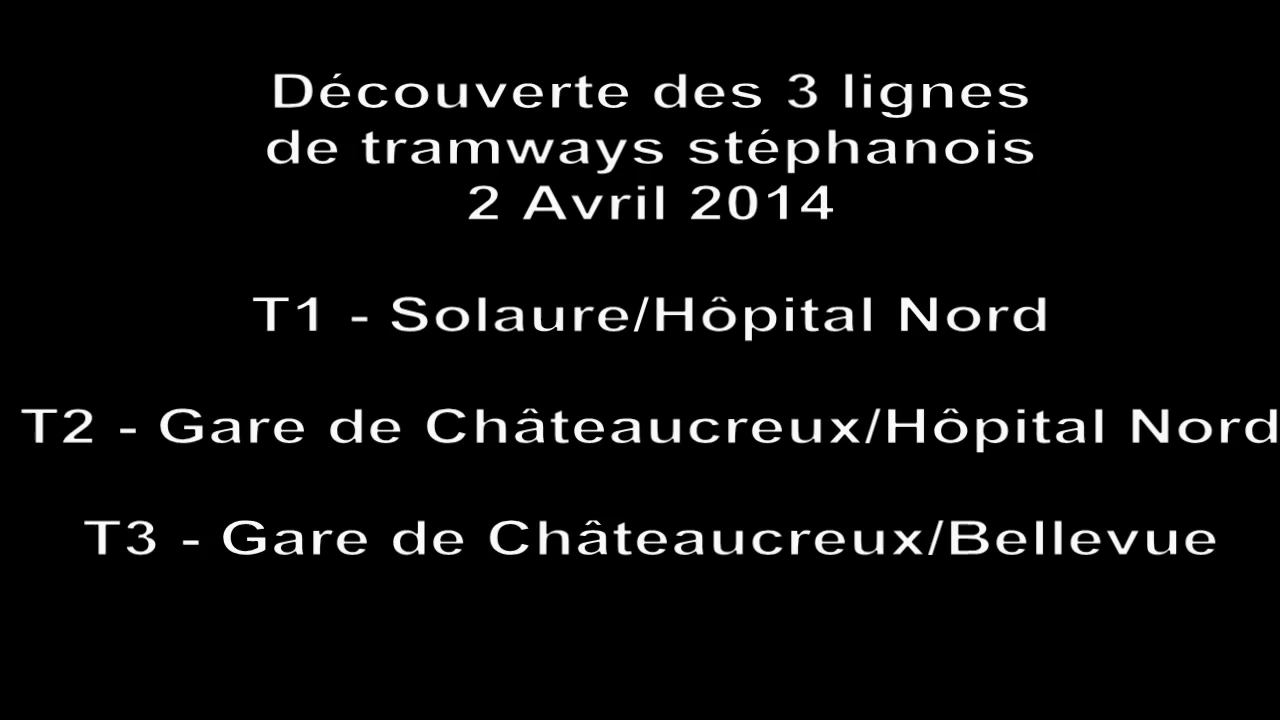 Découverte des 3 lignes
de tramways stéphanois
2 Avril 2014
T1 - Solaure/Hôpital Nord
T2 - Gare de Châteaucreux/Hôpital Nord
T3 - Gare de Châteaucreux/Bellevue